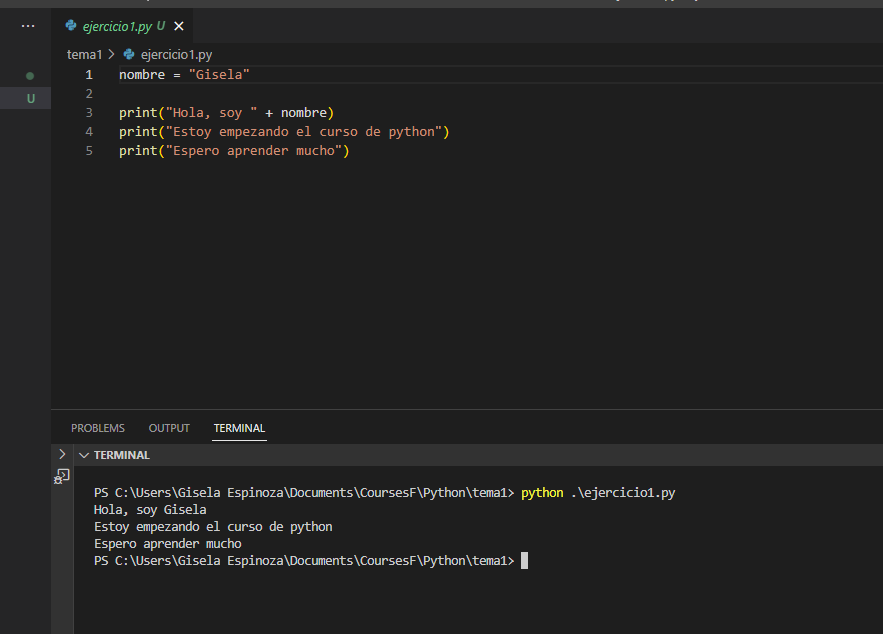 ... ejercicio1.py U ×
tema1 > ejercicio1.py
U
1 nombre = "Gisela"
2
3 print("Hola, soy " + nombre)
4 print("Estoy empezando el curso de python")
5 print("Espero aprender mucho")
PROBLEMS OUTPUT TERMINAL
TERMINAL
PS C:\Users\Gisela Espinoza\Documents\CoursesF\Python\tema1> python .\ejercicio1.py
Hola, soy Gisela
Estoy empezando el curso de python
Espero aprender mucho
PS C:\Users\Gisela Espinoza\Documents\CoursesF\Python\tema1>